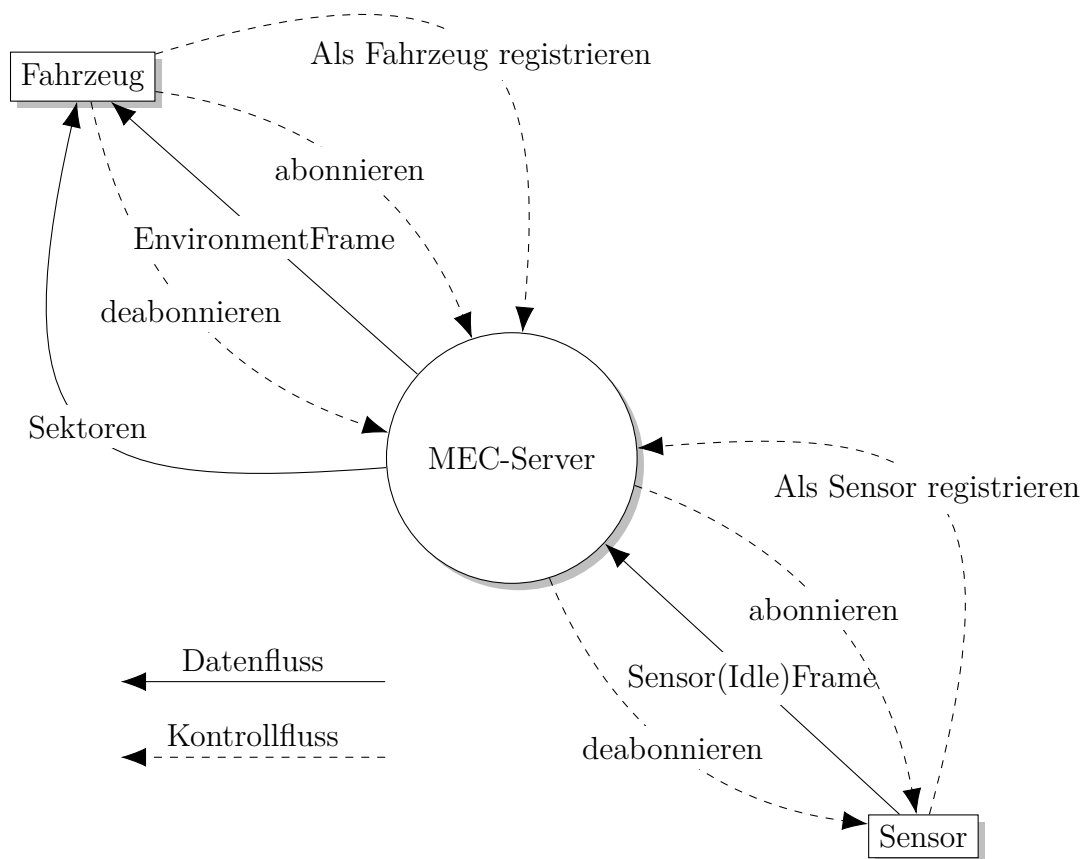 Als Fahrzeug registrieren
Fahrzeug
abonnieren
EnvironmentFrame
deabonnieren
Sektoren
MEC-Server
Als Sensor registrieren
abonnieren
Datenfluss
Sensor(Idle)Frame
Kontrollfluss
deabonnieren
Sensor